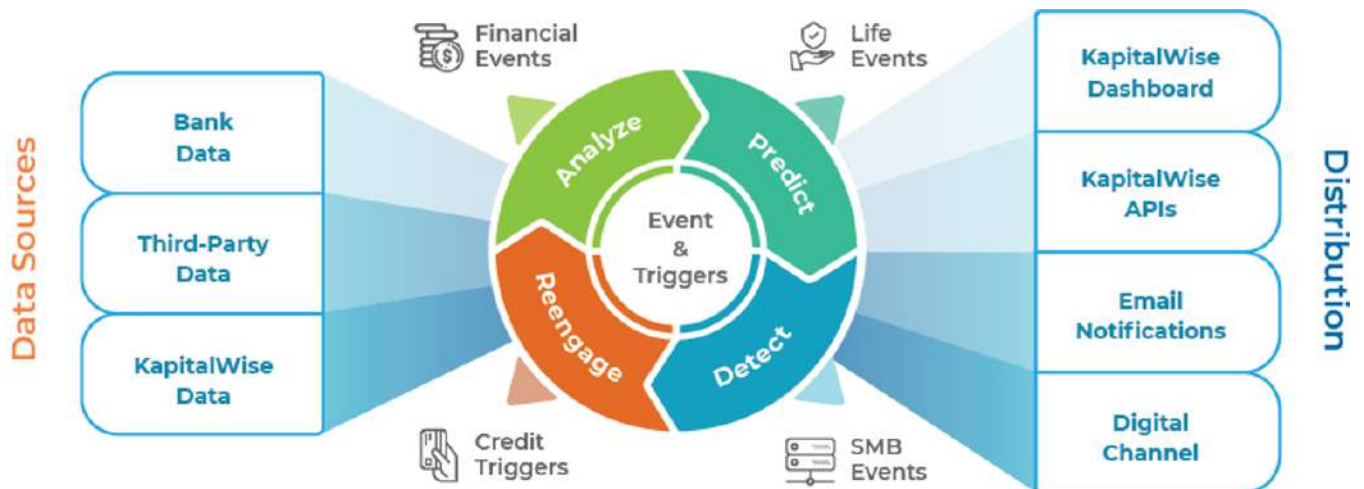 Data Sources
Bank
Data
Third-Party
Data
KapitalWise
Data
Financial
Events
Life
Events
Analyze
Predict
Event
&
Triggers
Reengage
Detect
Credit
Triggers
SMB
Events
KapitalWise
Dashboard
KapitalWise
APIs
Email
Notifications
Digital
Channel
Distribution